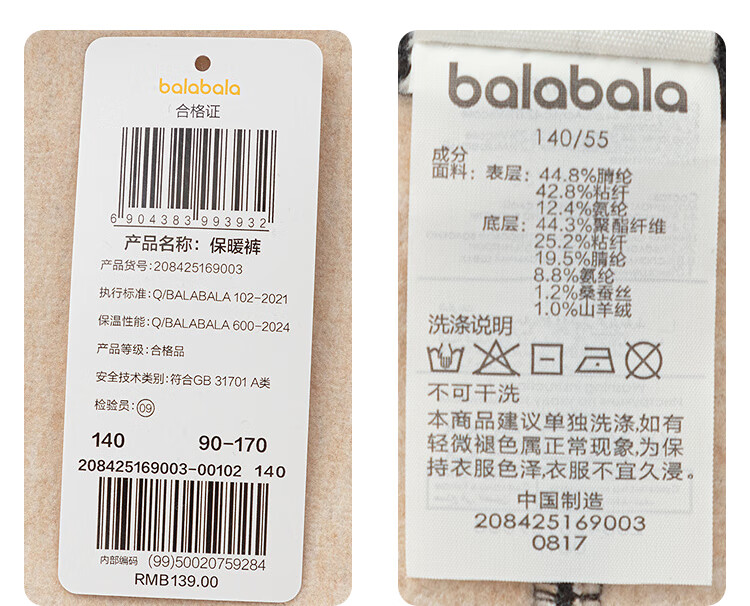 balabala
合格证
6 904383 993932
产品名称：保暖裤
产品货号：208425169003
执行标准：Q/BALABALA 102-2021
保温性能：Q/BALABALA 600-2024
产品等级：合格品
安全技术类别：符合GB 31701 A类
检验员：09
140 90-170
208425169003-00102 140
内部编码 (99)50020759284
RMB139.00
balabala
140/55
成分
面料：表层：44.8%腈纶
42.8%粘纤
12.4%氨纶
底层：44.3%聚酯纤维
25.2%粘纤
19.5%腈纶
8.8%氨纶
1.2%桑蚕丝
1.0%山羊绒
洗涤说明
不可干洗
本商品建议单独洗涤,如有
轻微褪色属正常现象,为保
持衣服色泽,衣服不宜久浸。
中国制造
208425169003
0817